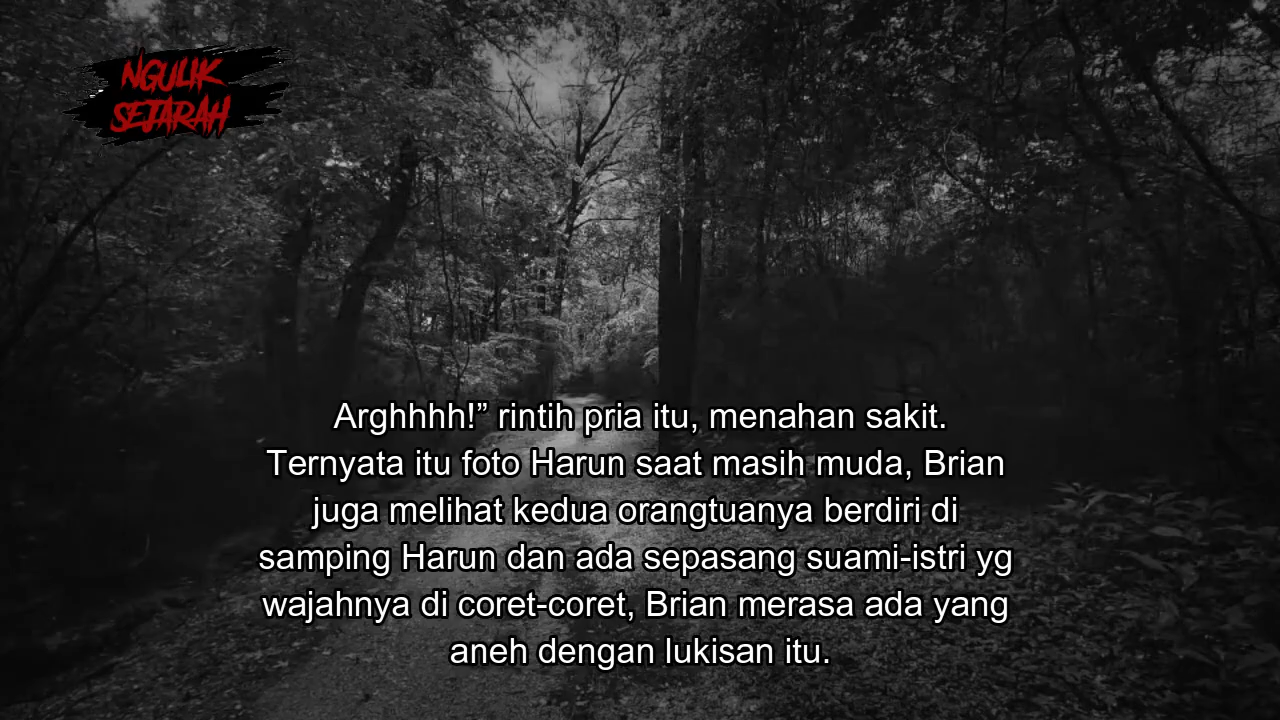 NGULIK
SEJARAH
Arghhhh!” rintih pria itu, menahan sakit.
Ternyata itu foto Harun saat masih muda, Brian
juga melihat kedua orangtuanya berdiri di
samping Harun dan ada sepasang suami-istri yg
wajahnya di coret-coret, Brian merasa ada yang
aneh dengan lukisan itu.